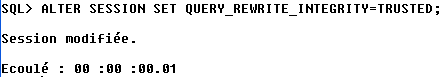 SQL> ALTER SESSION SET QUERY_REWRITE_INTEGRITY=TRUSTED;
Session modifiée.
Ecoulé : 00 :00 :00.01